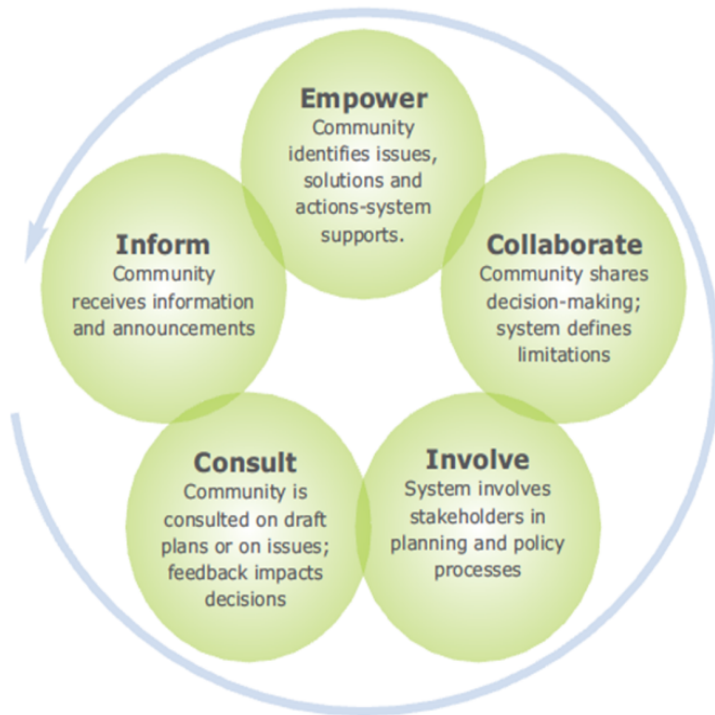 Empower
Community
identifies issues,
solutions and
actions-system
supports.
Inform
Community
receives information
and announcements
Collaborate
Community shares
decision-making;
system defines
limitations
Consult
Community is
consulted on draft
plans or on issues;
feedback impacts
decisions
Involve
System involves
stakeholders in
planning and policy
processes